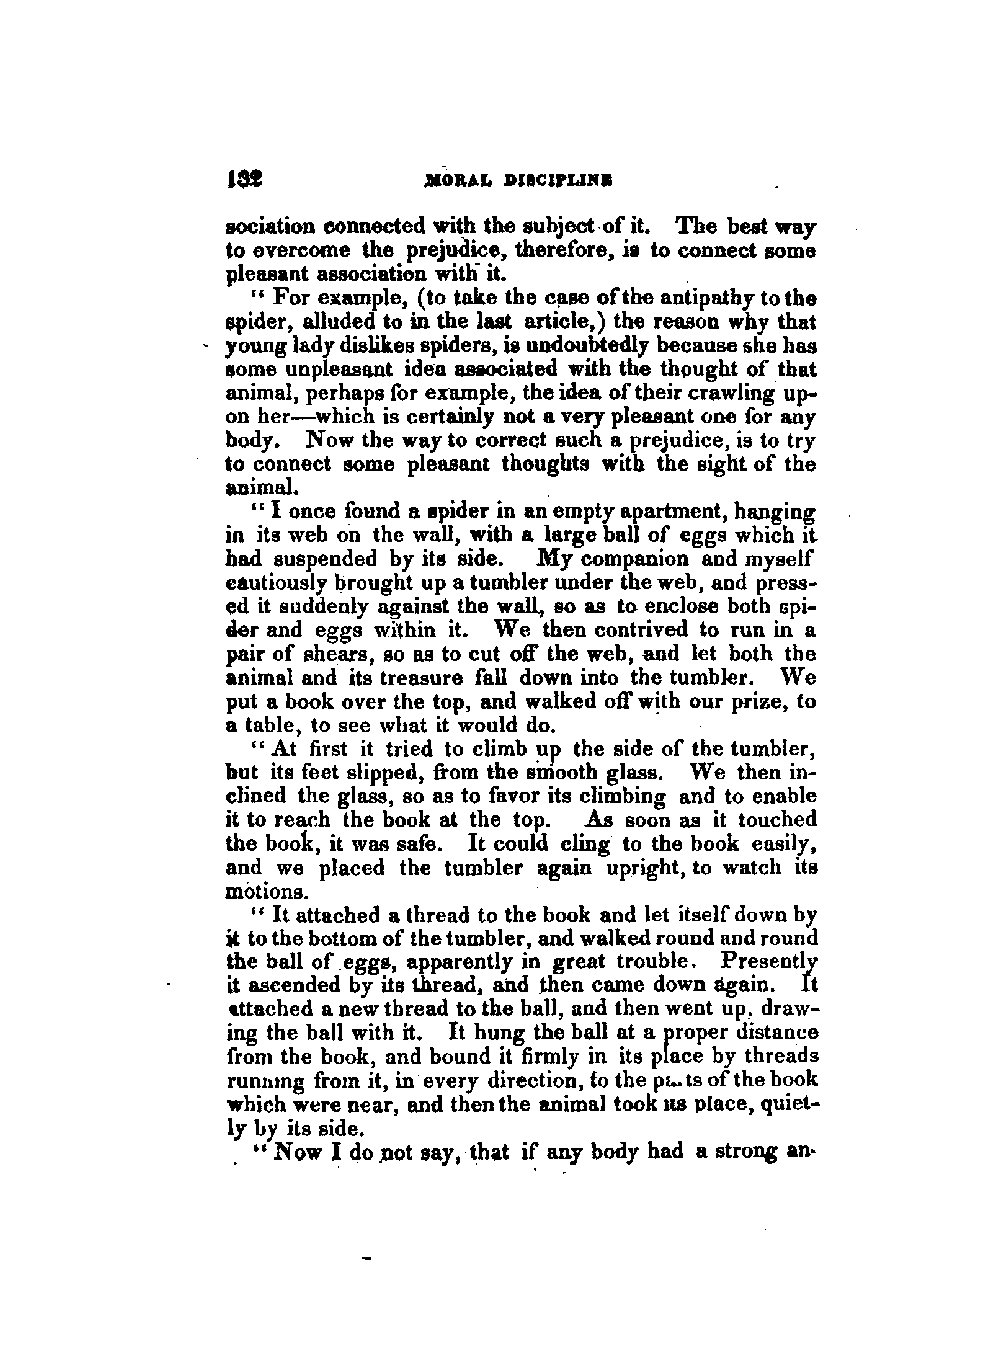 132 MORAL DISCIPLINE
sociation connected with the subject of it. The best way
to overcome the prejudice, therefore, is to connect some
pleasant association with it.
“ For example, (to take the case of the antipathy to the
spider, alluded to in the last article,) the reason why that
young lady dislikes spiders, is undoubtedly because she has
some unpleasant idea associated with the thought of that
animal, perhaps for example, the idea of their crawling up-
on her—which is certainly not a very pleasant one for any
body. Now the way to correct such a prejudice, is to try
to connect some pleasant thoughts with the sight of the
animal.
“ I once found a spider in an empty apartment, hanging
in its web on the wall, with a large ball of eggs which it
had suspended by its side. My companion and myself
cautiously brought up a tumbler under the web, and press-
ed it suddenly against the wall, so as to enclose both spi-
der and eggs within it. We then contrived to run in a
pair of shears, so as to cut off the web, and let both the
animal and its treasure fall down into the tumbler. We
put a book over the top, and walked off with our prize, to
a table, to see what it would do.
“ At first it tried to climb up the side of the tumbler,
but its feet slipped, from the smooth glass. We then in-
clined the glass, so as to favor its climbing and to enable
it to reach the book at the top. As soon as it touched
the book, it was safe. It could cling to the book easily,
and we placed the tumbler again upright, to watch its
motions.
“ It attached a thread to the book and let itself down by
it to the bottom of the tumbler, and walked round and round
the ball of eggs, apparently in great trouble. Presently
it ascended by its thread, and then came down again. It
attached a new thread to the ball, and then went up, draw-
ing the ball with it. It hung the ball at a proper distance
from the book, and bound it firmly in its place by threads
running from it, in every direction, to the parts of the book
which were near, and then the animal took its place, quiet-
ly by its side.
“ Now I do not say, that if any body had a strong an-